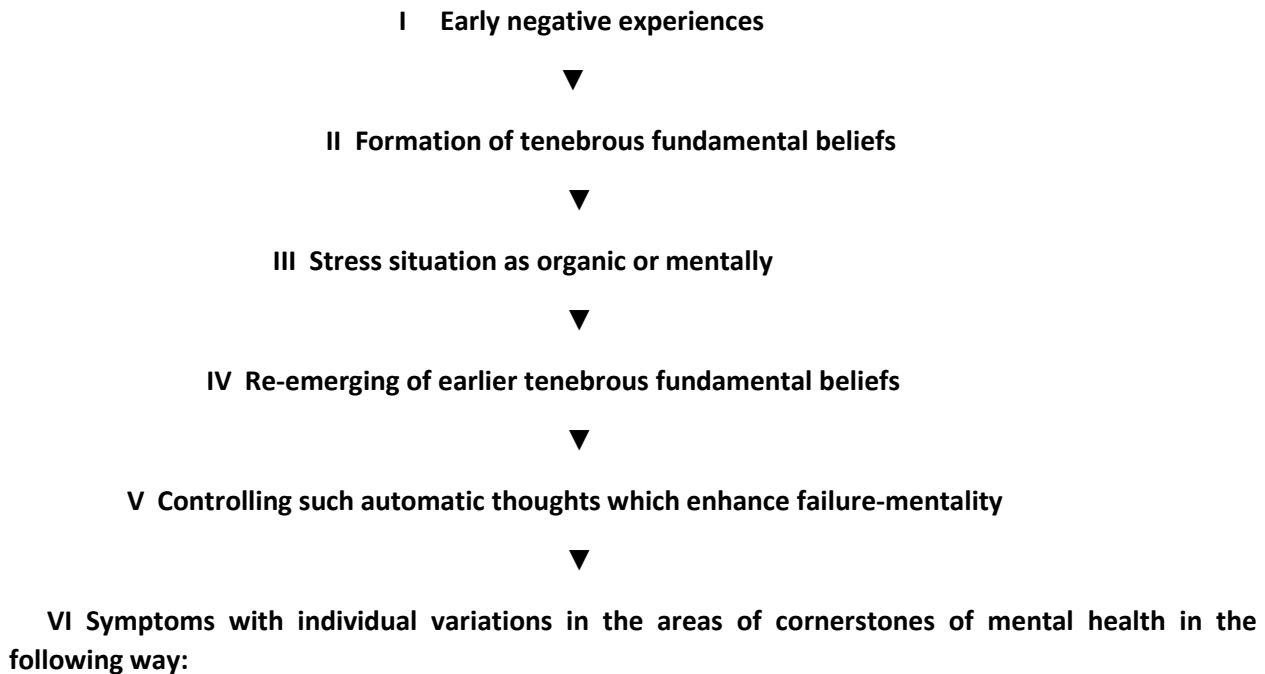 I Early negative experiences
▼
II Formation of tenebrous fundamental beliefs
▼
III Stress situation as organic or mentally
▼
IV Re-emerging of earlier tenebrous fundamental beliefs
▼
V Controlling such automatic thoughts which enhance failure-mentality
▼
VI Symptoms with individual variations in the areas of cornerstones of mental health in the
following way: